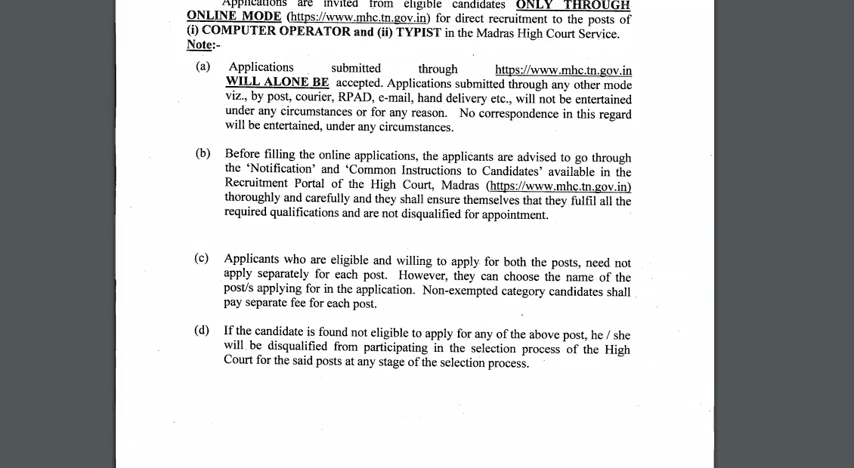 Applications are invited from eligible candidates ONLY THROUGH
ONLINE MODE (https://www.mhc.tn.gov.in) for direct recruitment to the posts of
(i) COMPUTER OPERATOR and (ii) TYPIST in the Madras High Court Service.
Note:-
(a) Applications submitted through https://www.mhc.tn.gov.in
WILL ALONE BE accepted. Applications submitted through any other mode
viz., by post, courier, RPAD, e-mail, hand delivery etc., will not be entertained
under any circumstances or for any reason. No correspondence in this regard
will be entertained, under any circumstances.
(b) Before filling the online applications, the applicants are advised to go through
the ‘Notification’ and ‘Common Instructions to Candidates’ available in the
Recruitment Portal of the High Court, Madras (https://www.mhc.tn.gov.in)
thoroughly and carefully and they shall ensure themselves that they fulfil all the
required qualifications and are not disqualified for appointment.
(c) Applicants who are eligible and willing to apply for both the posts, need not
apply separately for each post. However, they can choose the name of the
post/s applying for in the application. Non-exempted category candidates shall
pay separate fee for each post.
(d) If the candidate is found not eligible to apply for any of the above post, he / she
will be disqualified from participating in the selection process of the High
Court for the said posts at any stage of the selection process.